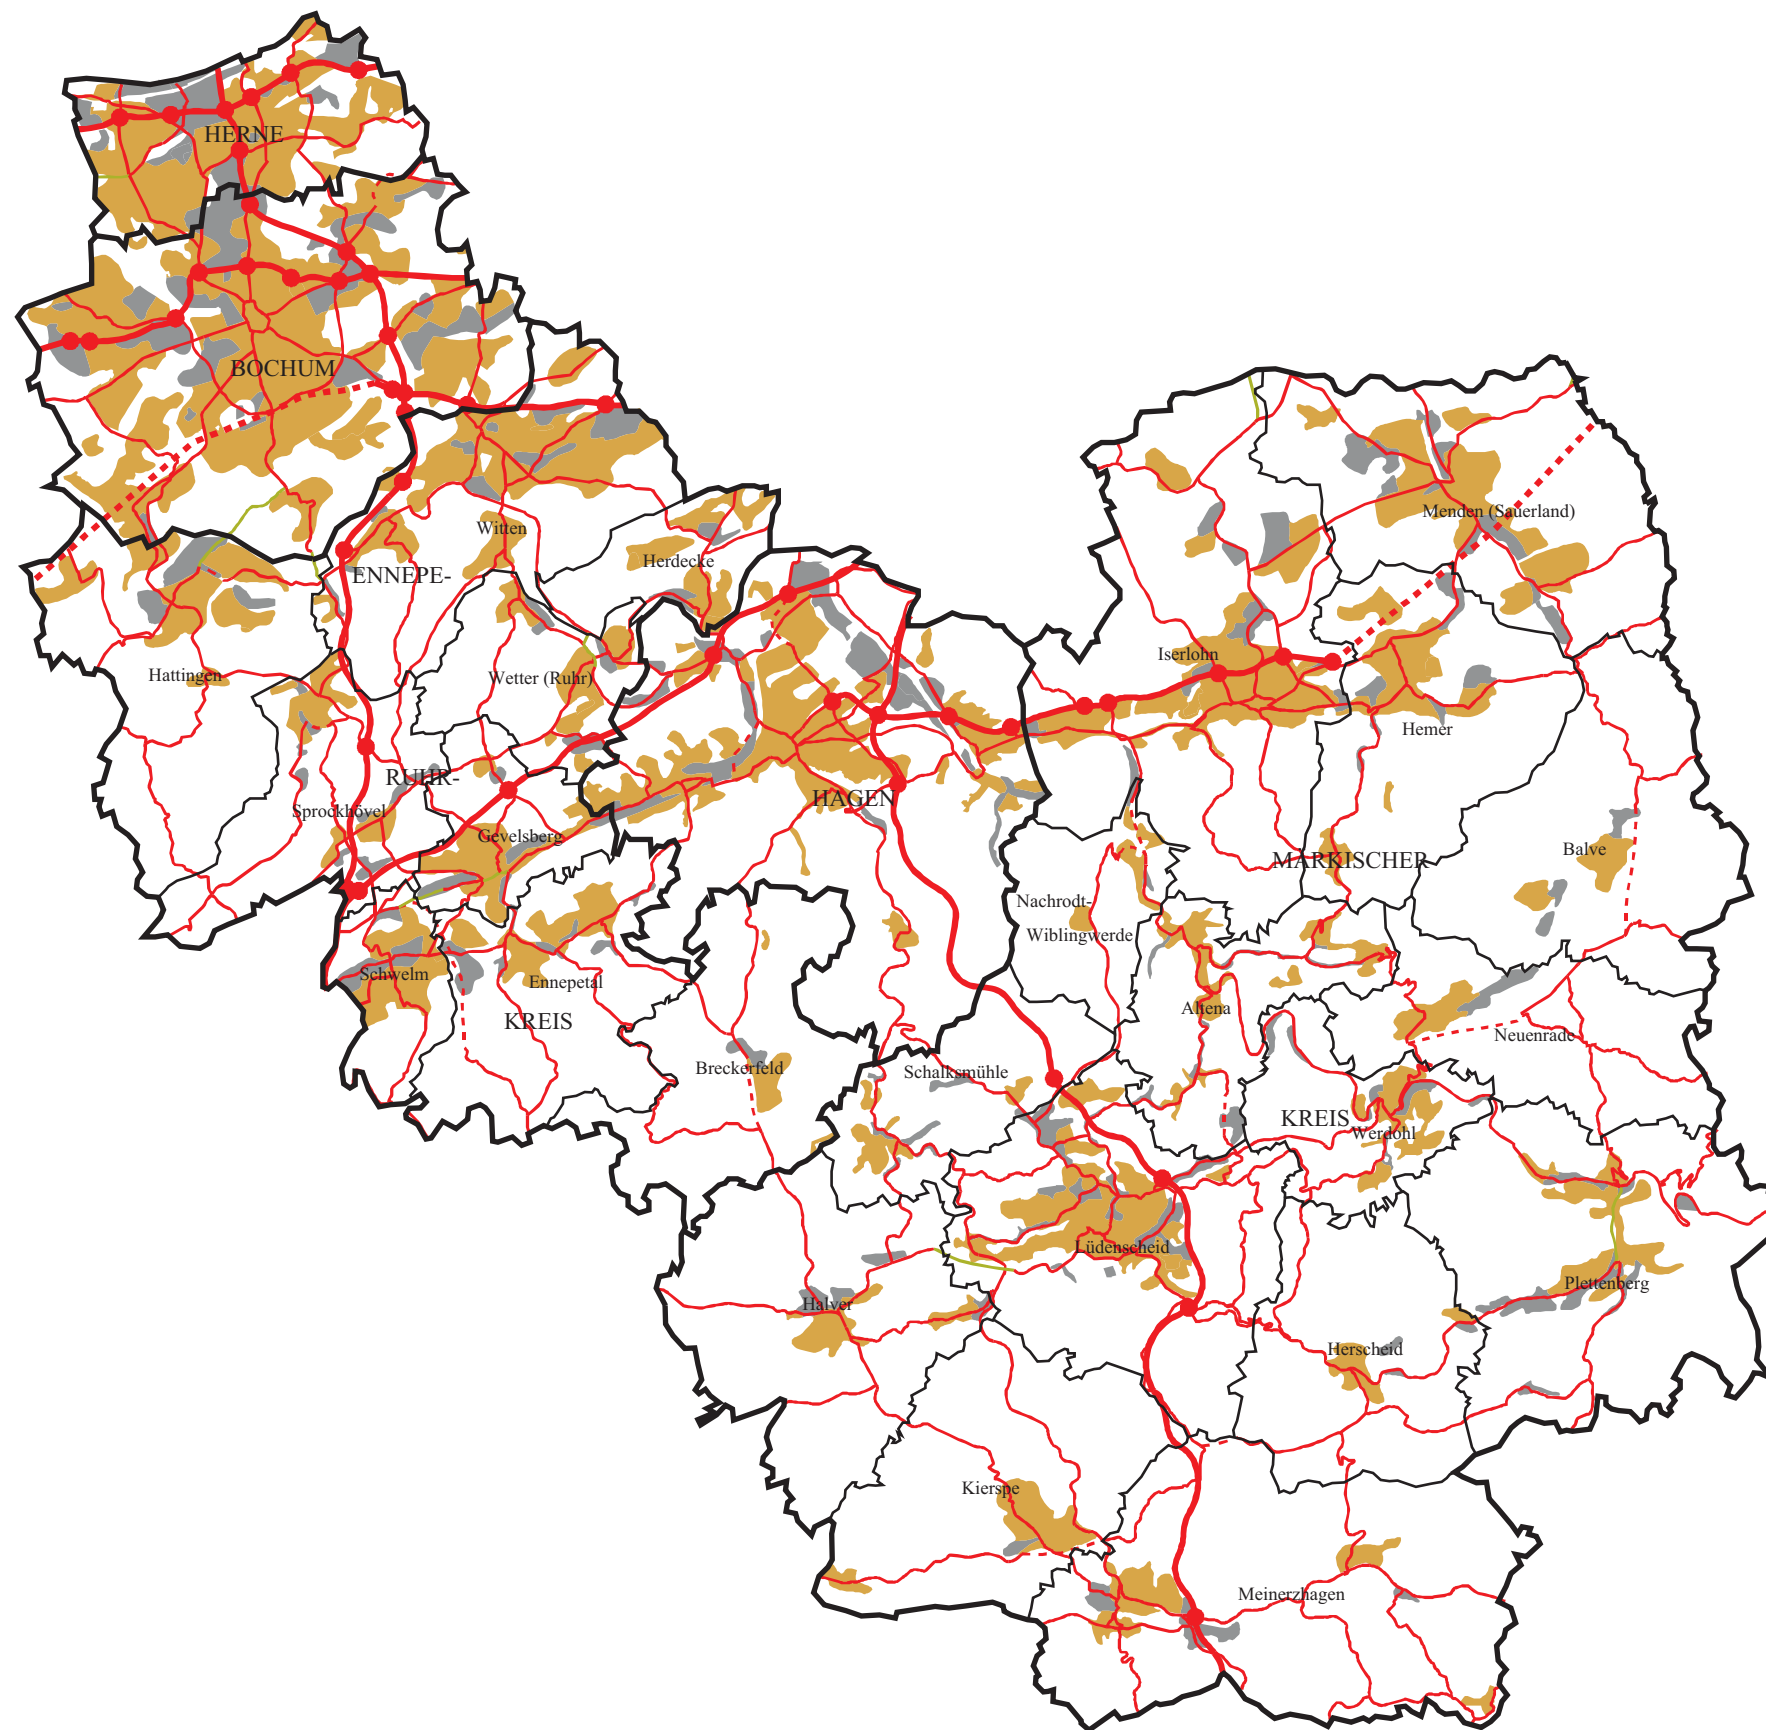 HERNE
BOCHUM
Witten
Menden (Sauerland)
Herdecke
ENNEPE-
Iserlohn
Hattingen
Wetter (Ruhr)
Hemer
RUHR-
HAGEN
Sprockhövel
Gevelsberg
Balve
MÄRKISCHER
Nachrodt-
Wiblingwerde
Schwelm
Ennepetal
Altena
KREIS
Neuenrade
Breckerfeld
Schalksmühle
KREIS
Werdohl
Lüdenscheid
Plettenberg
Halver
Herscheid
Kierspe
Meinerzhagen